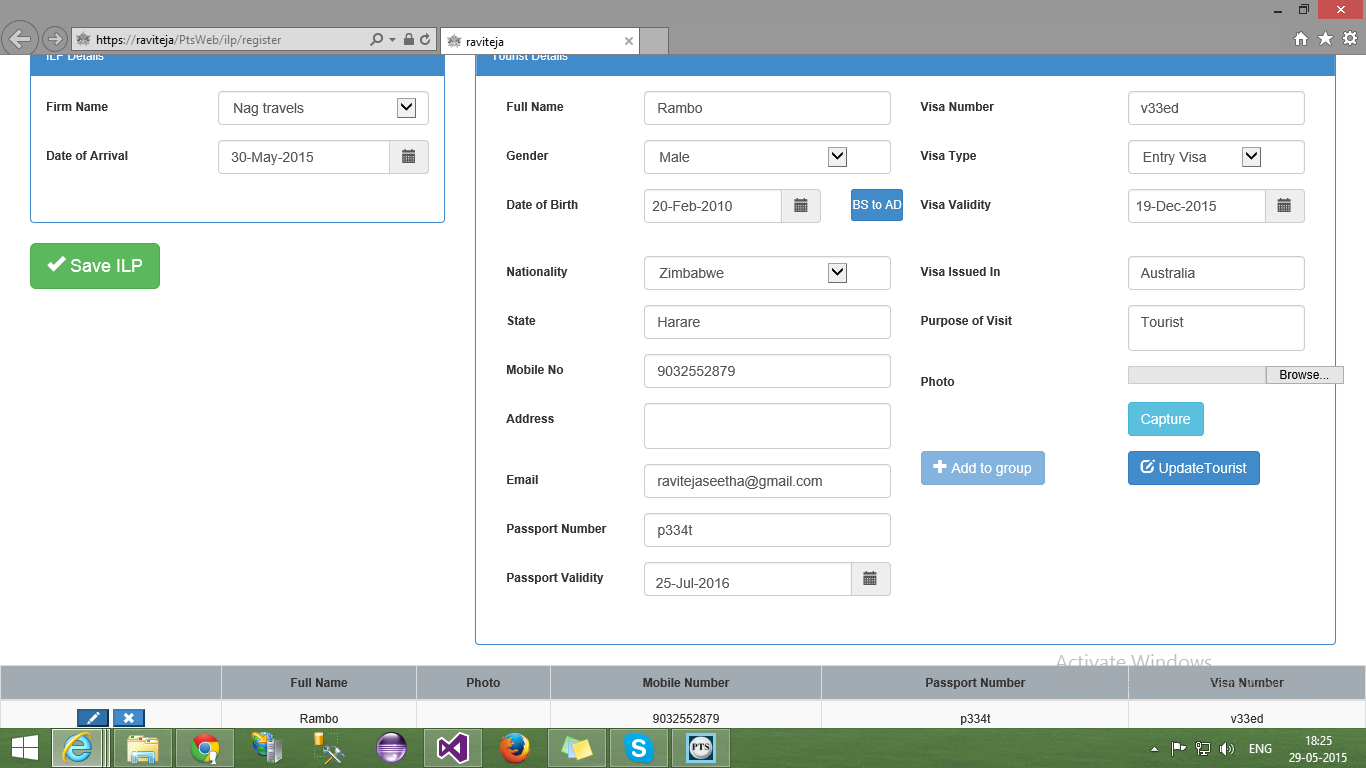 https://raviteja/PtsWeb/ilp/register
raviteja
ILP Details
Tourist Details
Firm Name
Nag travels
Date of Arrival
30-May-2015
Save ILP
Full Name
Rambo
Visa Number
v33ed
Gender
Male
Visa Type
Entry Visa
Date of Birth
20-Feb-2010
BS to AD
Visa Validity
19-Dec-2015
Nationality
Zimbabwe
Visa Issued In
Australia
State
Harare
Purpose of Visit
Tourist
Mobile No
9032552879
Photo
Browse...
Address
Capture
Add to group
UpdateTourist
Email
ravitejaseetha@gmail.com
Passport Number
p334t
Passport Validity
25-Jul-2016
Activate Windows
Full Name Photo Mobile Number Passport Number Visa Number
Rambo 9032552879 p334t v33ed
PTS
ENG
18:25
29-05-2015